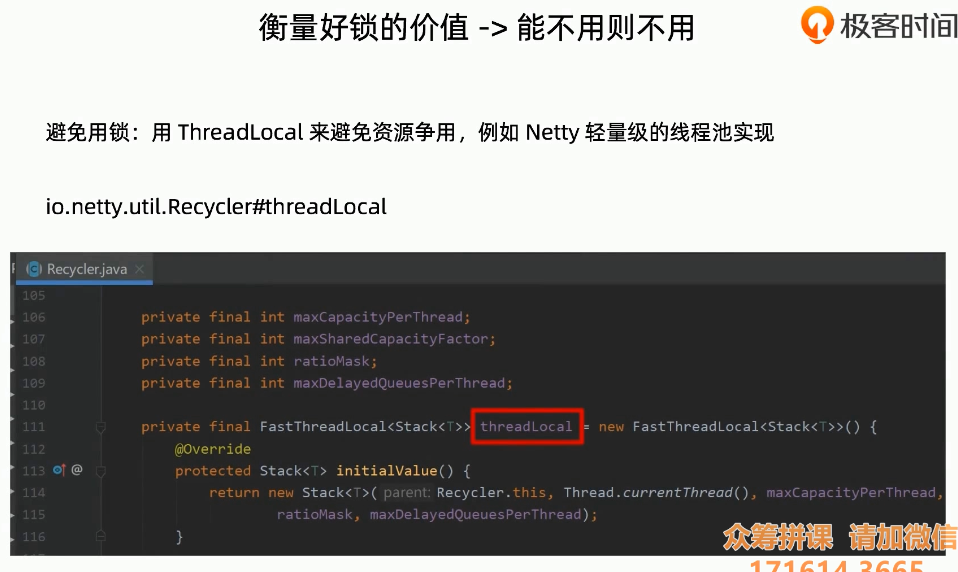 衡量好锁的价值 -> 能不用则不用
极客时间
避免用锁：用 ThreadLocal 来避免资源争用，例如 Netty 轻量级的线程池实现
io.netty.util.Recycler#threadLocal
Recycler.java
105
106 private final int maxCapacityPerThread;
107 private final int maxSharedCapacityFactor;
108 private final int ratioMask;
109 private final int maxDelayedQueuesPerThread;
110
111 private final FastThreadLocal<Stack<T>> threadLocal = new FastThreadLocal<Stack<T>>() {
112 @Override
113 protected Stack<T> initialValue() {
114 return new Stack<T>( parent: Recycler.this, Thread.currentThread(), maxCapacityPerThread,
115 ratioMask, maxDelayedQueuesPerThread);
116 }
众筹拼课 请加微信
171614 3665